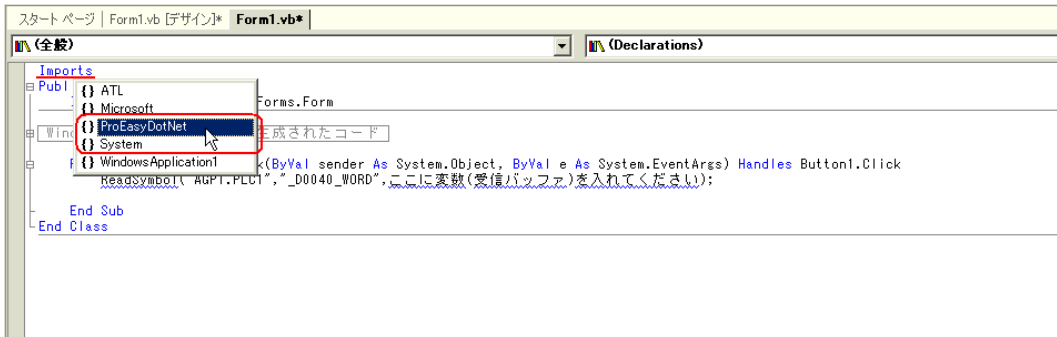 スタート ページ | Form1.vb [デザイン]* Form1.vb*
(全般) (Declarations)
Imports
Publ
{} ATL
{} Microsoft
Forms.Form
{} ProEasyDotNet
Wind 生成されたコード
{} System
{} WindowsApplication1
k(ByVal sender As System.Object, ByVal e As System.EventArgs) Handles Button1.Click
ReadSymbol("AGP1.PLC1","_D0040_WORD",ここに変数(受信バッファ)を入れてください);
End Sub
End Class